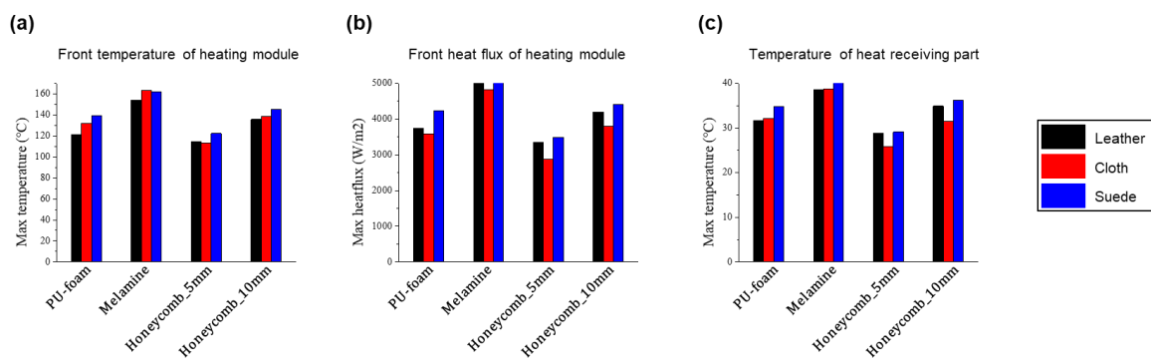 (a)
Front temperature of heating module
Max temperature (℃)
160
140
120
100
80
60
40
20
0
PU-foam
Melamine
Honeycomb_5mm
Honeycomb_10mm
(b)
Front heat flux of heating module
Max heatflux (W/m2)
5000
4000
3000
2000
1000
0
PU-foam
Melamine
Honeycomb_5mm
Honeycomb_10mm
(c)
Temperature of heat receiving part
Max temperature (℃)
40
30
20
10
0
PU-foam
Melamine
Honeycomb_5mm
Honeycomb_10mm
Leather
Cloth
Suede